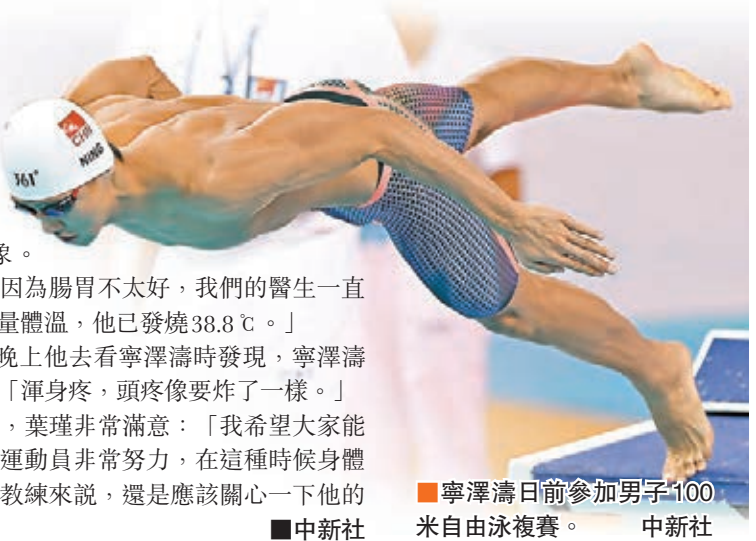 361°
CHN
NING
象。
因為腸胃不太好，我們的醫生一直
量體溫，他已發燒38.8℃。」
晚上他去看寧澤濤時發現，寧澤濤
「渾身疼，頭疼像要炸了一樣。」
，葉瑾非常滿意：「我希望大家能
運動員非常努力，在這種時候身體
教練來說，還是應該關心一下他的
■中新社
■寧澤濤日前參加男子100
米自由泳複賽。 中新社